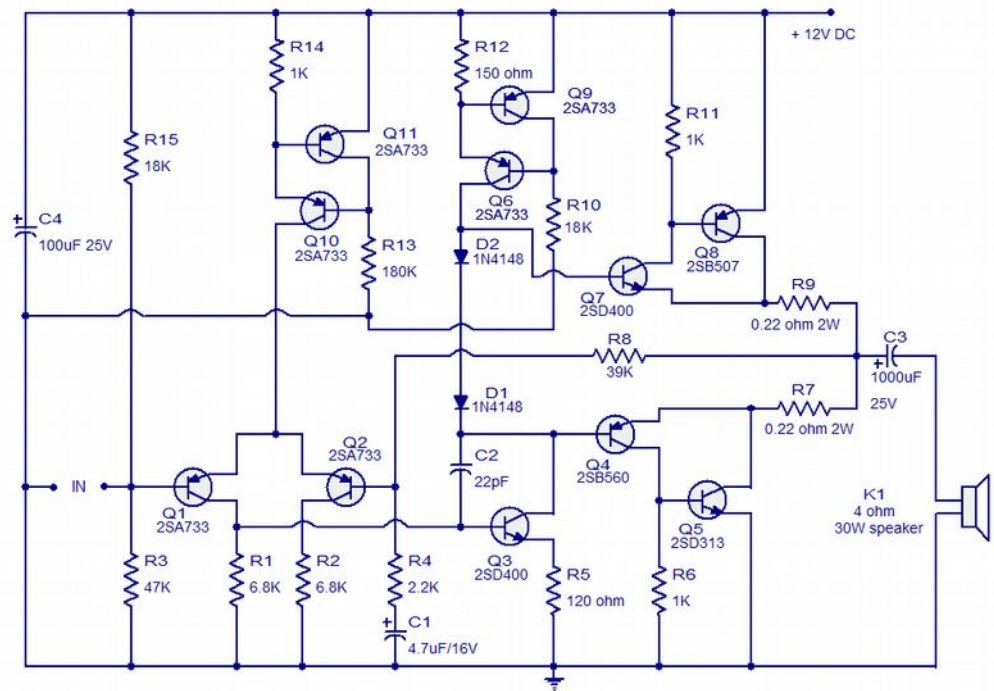 + 12V DC
R14
1K
R12
150 ohm
Q9
2SA733
R11
1K
R15
18K
Q11
2SA733
Q6
2SA733
R10
18K
C4
+
100uF 25V
Q10
2SA733
R13
180K
D2
1N4148
Q8
2SB507
Q7
2SD400
R9
0.22 ohm 2W
R8
39K
C3
+
1000uF
25V
D1
1N4148
R7
0.22 ohm 2W
Q2
2SA733
C2
22pF
Q4
2SB560
IN
Q1
2SA733
Q3
2SD400
Q5
2SD313
K1
4 ohm
30W speaker
R3
47K
R1
6.8K
R2
6.8K
R4
2.2K
R5
120 ohm
R6
1K
+
C1
4.7uF/16V